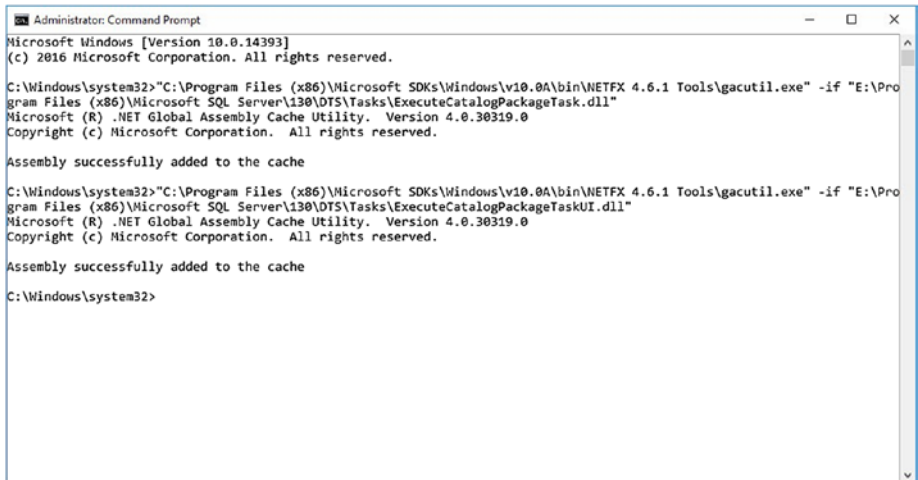 Administrator: Command Prompt
Microsoft Windows [Version 10.0.14393]
(c) 2016 Microsoft Corporation. All rights reserved.
C:\Windows\system32>"C:\Program Files (x86)\Microsoft SDKs\Windows\v10.0A\bin\NETFX 4.6.1 Tools\gacutil.exe" -if "E:\Pro
gram Files (x86)\Microsoft SQL Server\130\DTS\Tasks\ExecuteCatalogPackageTask.dll"
Microsoft (R) .NET Global Assembly Cache Utility.  Version 4.0.30319.0
Copyright (c) Microsoft Corporation.  All rights reserved.
Assembly successfully added to the cache
C:\Windows\system32>"C:\Program Files (x86)\Microsoft SDKs\Windows\v10.0A\bin\NETFX 4.6.1 Tools\gacutil.exe" -if "E:\Pro
gram Files (x86)\Microsoft SQL Server\130\DTS\Tasks\ExecuteCatalogPackageTaskUI.dll"
Microsoft (R) .NET Global Assembly Cache Utility.  Version 4.0.30319.0
Copyright (c) Microsoft Corporation.  All rights reserved.
Assembly successfully added to the cache
C:\Windows\system32>